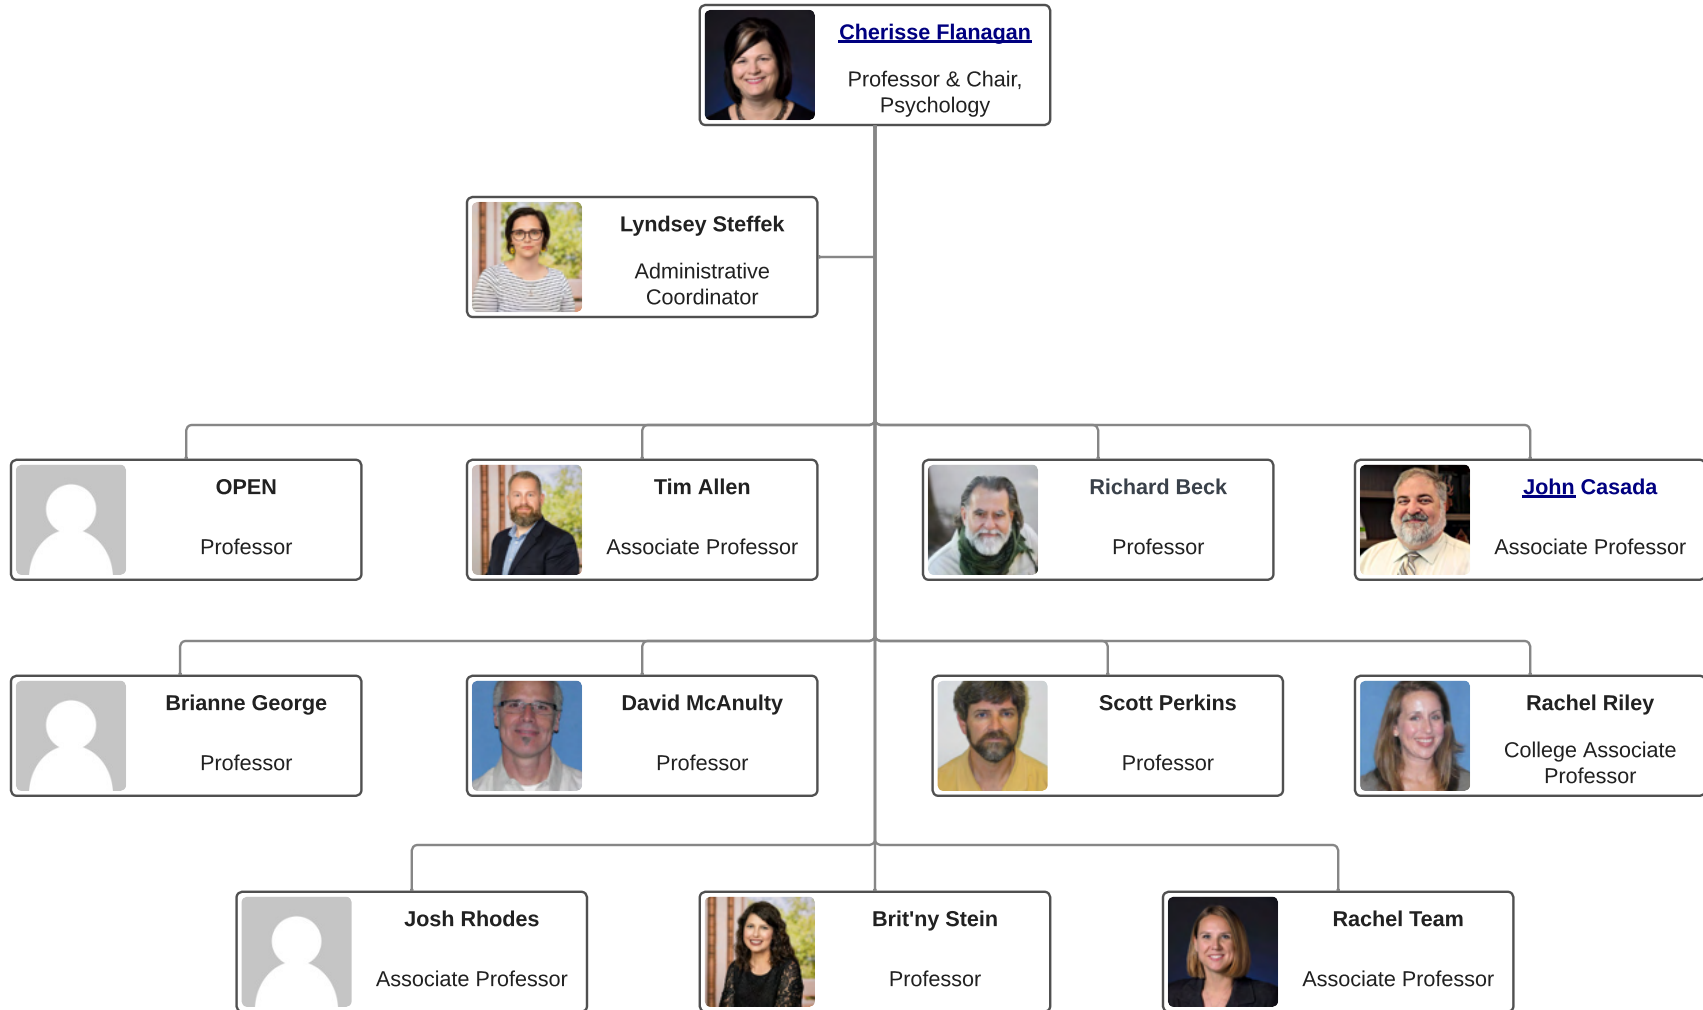 Cherisse Flanagan
Professor & Chair,
Psychology
Lyndsey Steffek
Administrative
Coordinator
OPEN
Professor
Tim Allen
Associate Professor
Richard Beck
Professor
John Casada
Associate Professor
Brianne George
Professor
David McAnulty
Professor
Scott Perkins
Professor
Rachel Riley
College Associate
Professor
Josh Rhodes
Associate Professor
Brit'ny Stein
Professor
Rachel Team
Associate Professor